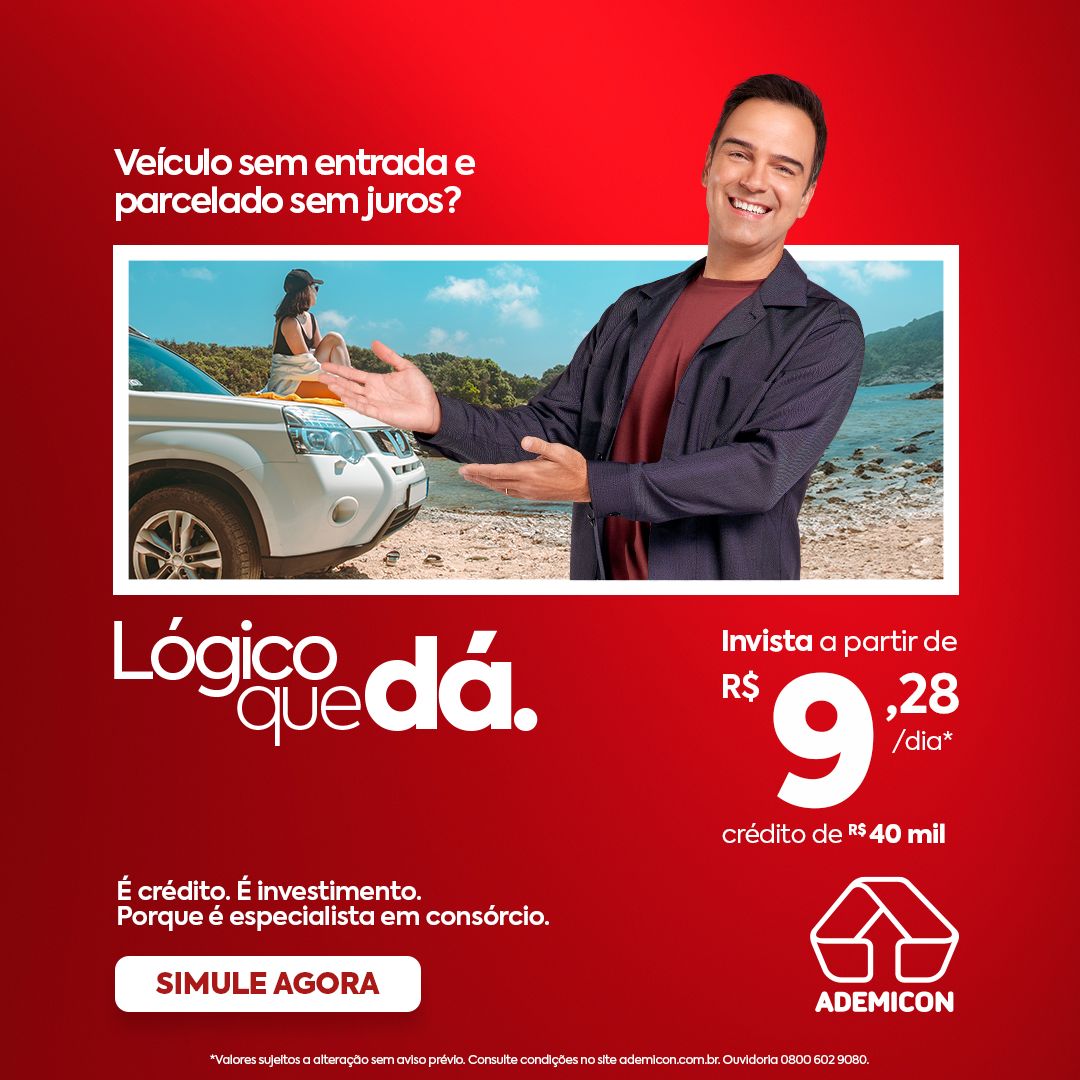 Veículo sem entrada e
parcelado sem juros?
Lógico
que dá.
Invista a partir de
R$ 9,28
/dia*
crédito de R$ 40 mil
É crédito. É investimento.
Porque é especialista em consórcio.
SIMULE AGORA
ADEMICON
*Valores sujeitos a alteração sem aviso prévio. Consulte condições no site ademicon.com.br. Ouvidoria 0800 602 9080.